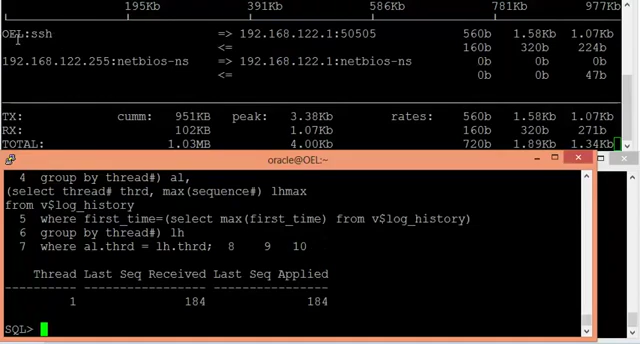 195Kb 391Kb 586Kb 781Kb 977Kb
OEL:ssh => 192.168.122.1:50505 560b 1.58Kb 1.07Kb
<= 160b 320b 224b
192.168.122.255:netbios-ns => 192.168.122.1:netbios-ns 0b 0b 0b
<= 0b 0b 47b
TX: cumm: 951KB peak: 3.38Kb rates: 560b 1.58Kb 1.07Kb
RX: 102KB 1.07Kb 160b 320b 271b
TOTAL: 1.03MB 4.00Kb 720b 1.89Kb 1.34Kb
oracle@OEL:~
4 group by thread#) al,
(select thread# thrd, max(sequence#) lhmax
from v$log_history
5 where first_time=(select max(first_time) from v$log_history)
6 group by thread#) lh
7 where al.thrd = lh.thrd; 8 9 10
Thread Last Seq Received Last Seq Applied
---------- ----------------- ----------------
1 184 184
SQL>